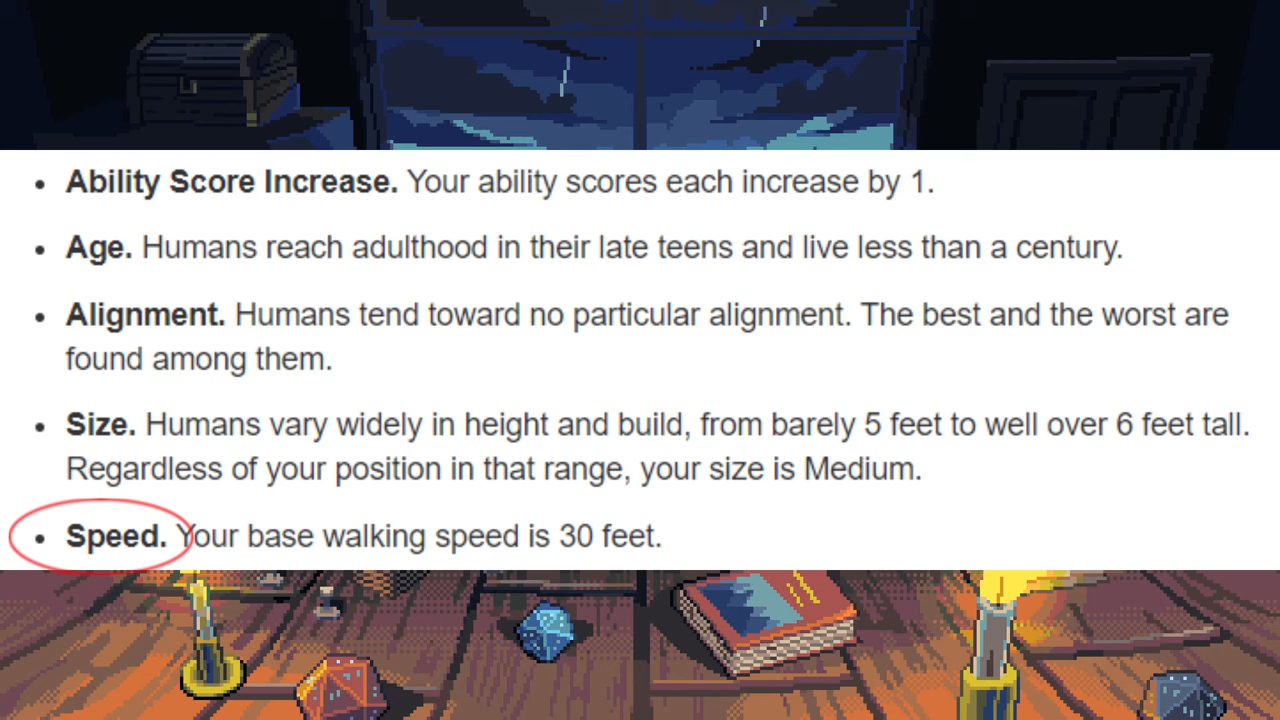 Ability Score Increase. Your ability scores each increase by 1.
Age. Humans reach adulthood in their late teens and live less than a century.
Alignment. Humans tend toward no particular alignment. The best and the worst are
found among them.
Size. Humans vary widely in height and build, from barely 5 feet to well over 6 feet tall.
Regardless of your position in that range, your size is Medium.
Speed. Your base walking speed is 30 feet.